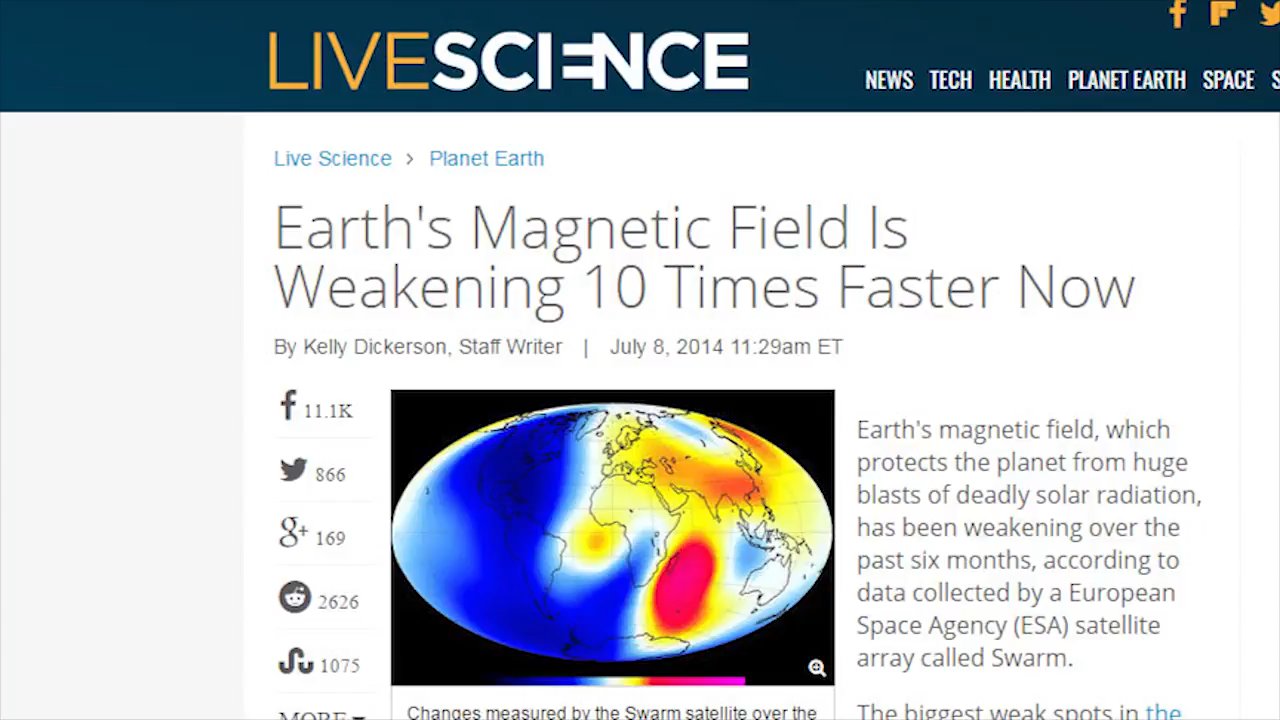 LIVESCIENCE
NEWS TECH HEALTH PLANET EARTH SPACE
Live Science > Planet Earth
Earth's Magnetic Field Is
Weakening 10 Times Faster Now
By Kelly Dickerson, Staff Writer | July 8, 2014 11:29am ET
11.1K
866
169
2626
1075
MORE
Earth's magnetic field, which
protects the planet from huge
blasts of deadly solar radiation,
has been weakening over the
past six months, according to
data collected by a European
Space Agency (ESA) satellite
array called Swarm.
Changes measured by the Swarm satellite over the
The biggest weak spots in the